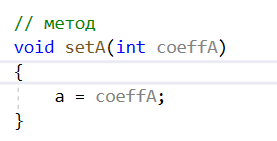 // метод
void setA(int coeffA)
{
    a = coeffA;
}